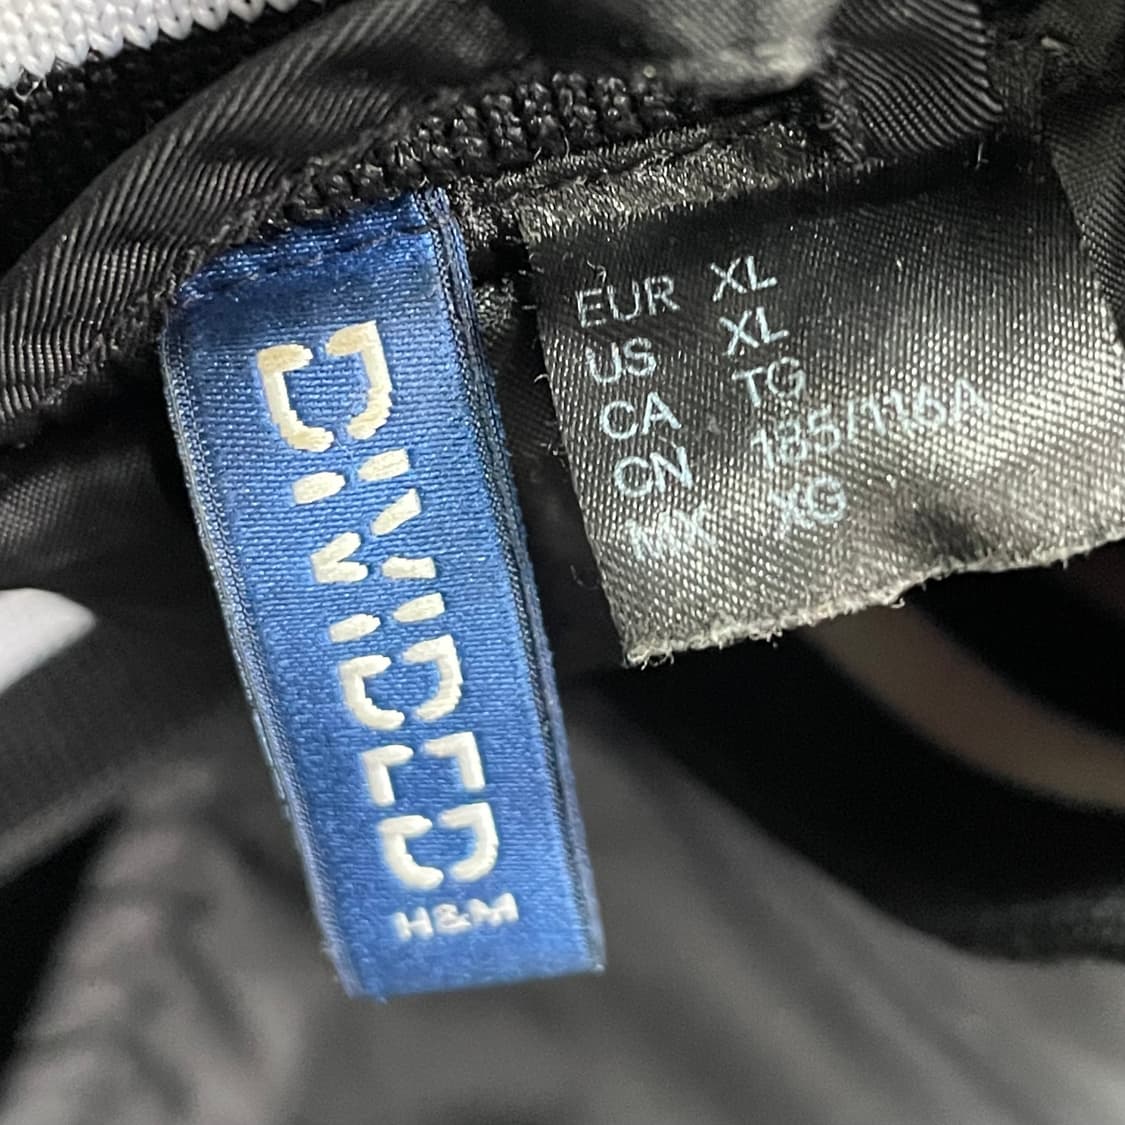 DIVIDED
H&M
EUR XL
US XL
CA TG
CN 185/116A
MX XG